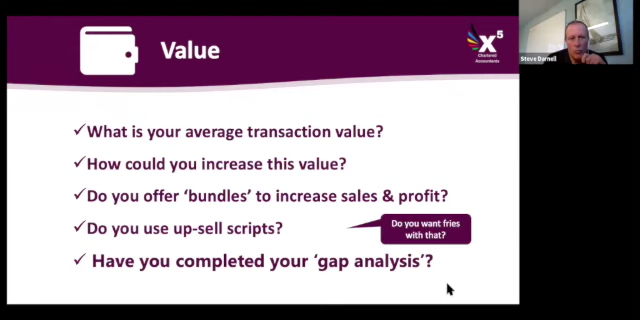 Value
x5
Chartered
Accountants
Steve Darnell
What is your average transaction value?
How could you increase this value?
Do you offer ‘bundles’ to increase sales & profit?
Do you use up-sell scripts?
Do you want fries
with that?
Have you completed your ‘gap analysis’?